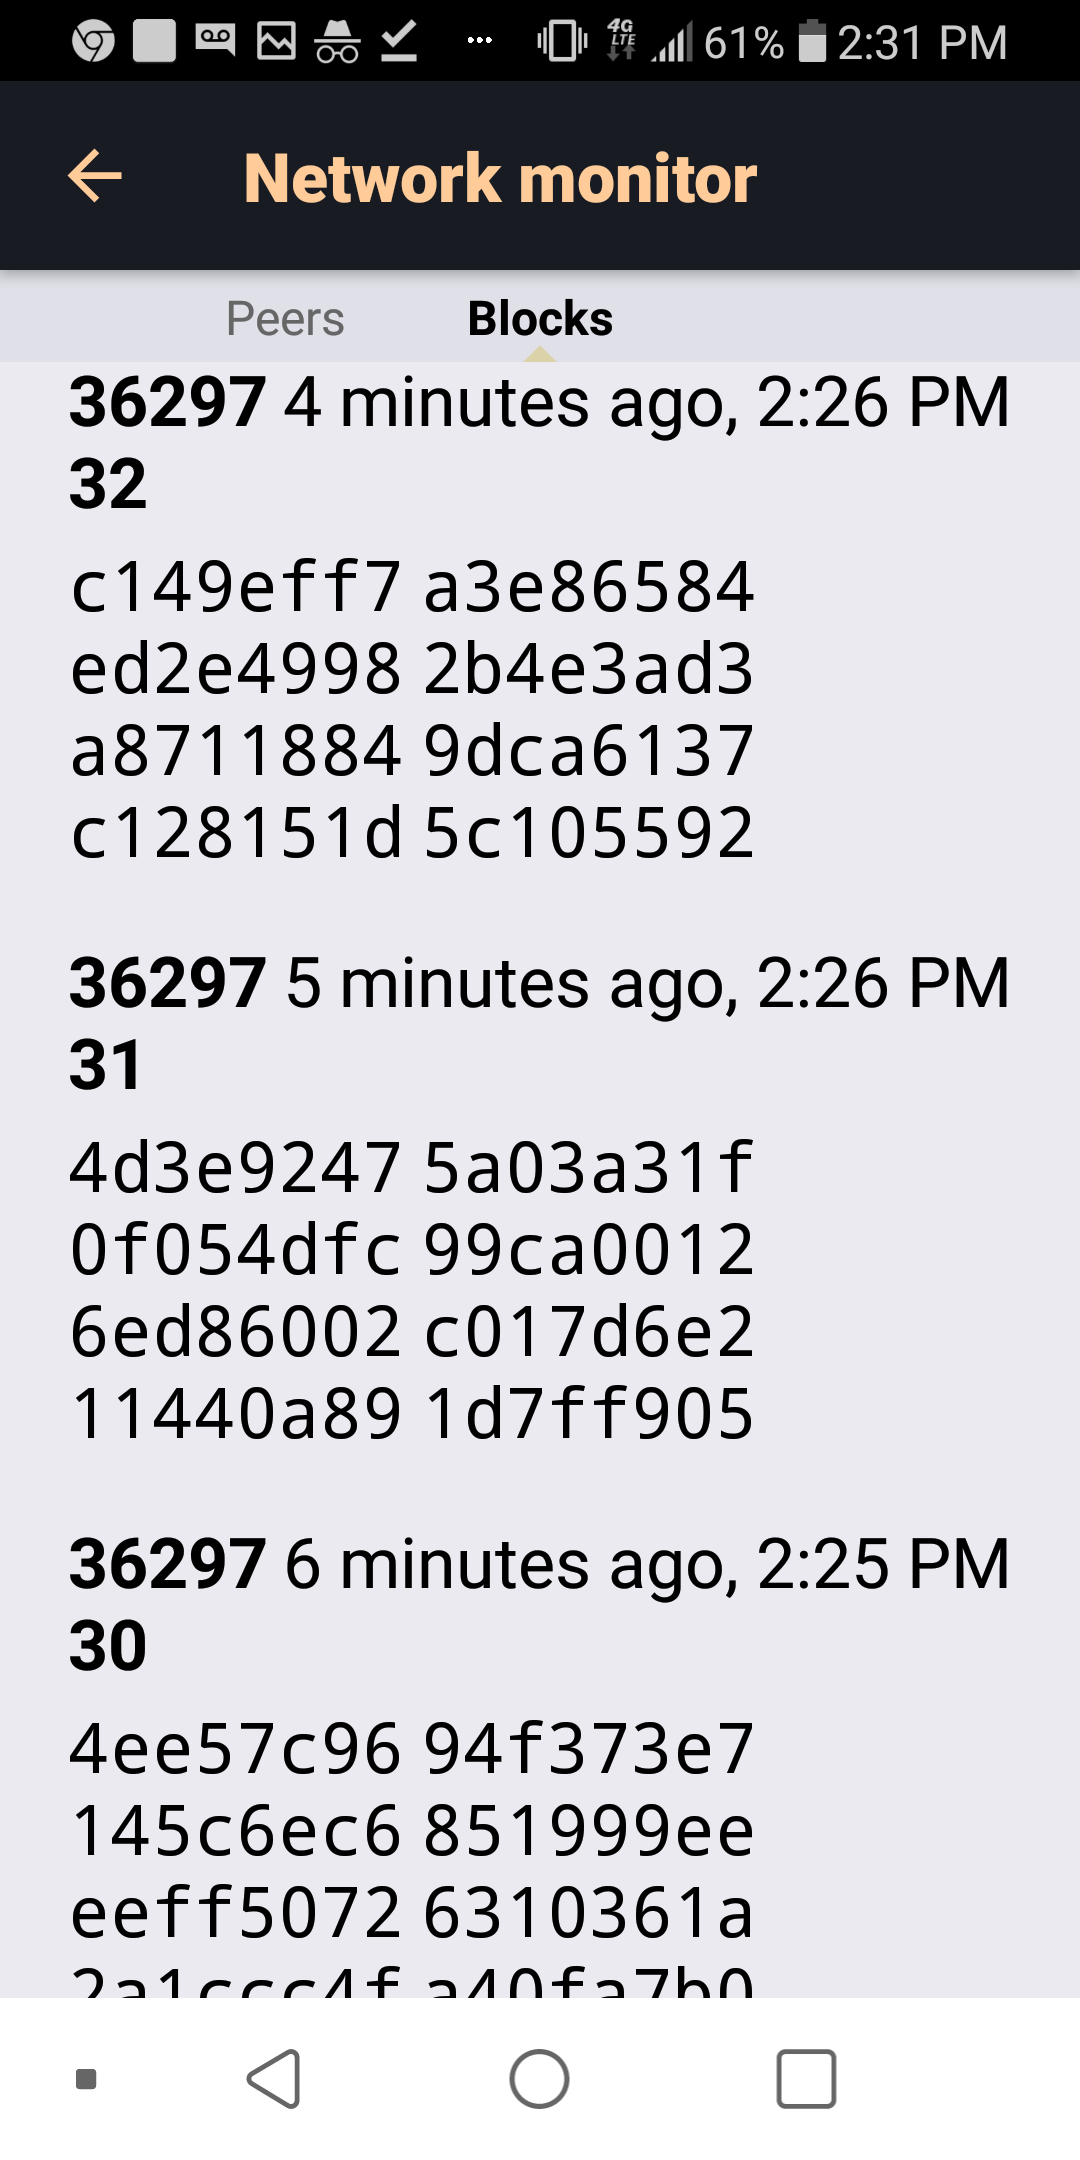 4G LTE 61% 2:31 PM
Network monitor
Peers Blocks
36297 4 minutes ago, 2:26 PM
32
c149eff7 a3e86584
ed2e4998 2b4e3ad3
a8711884 9dca6137
c128151d 5c105592
36297 5 minutes ago, 2:26 PM
31
4d3e9247 5a03a31f
0f054dfc 99ca0012
6ed86002 c017d6e2
11440a89 1d7ff905
36297 6 minutes ago, 2:25 PM
30
4ee57c96 94f373e7
145c6ec6 851999ee
eeff5072 6310361a
2a1ccc4f a40fa7b0